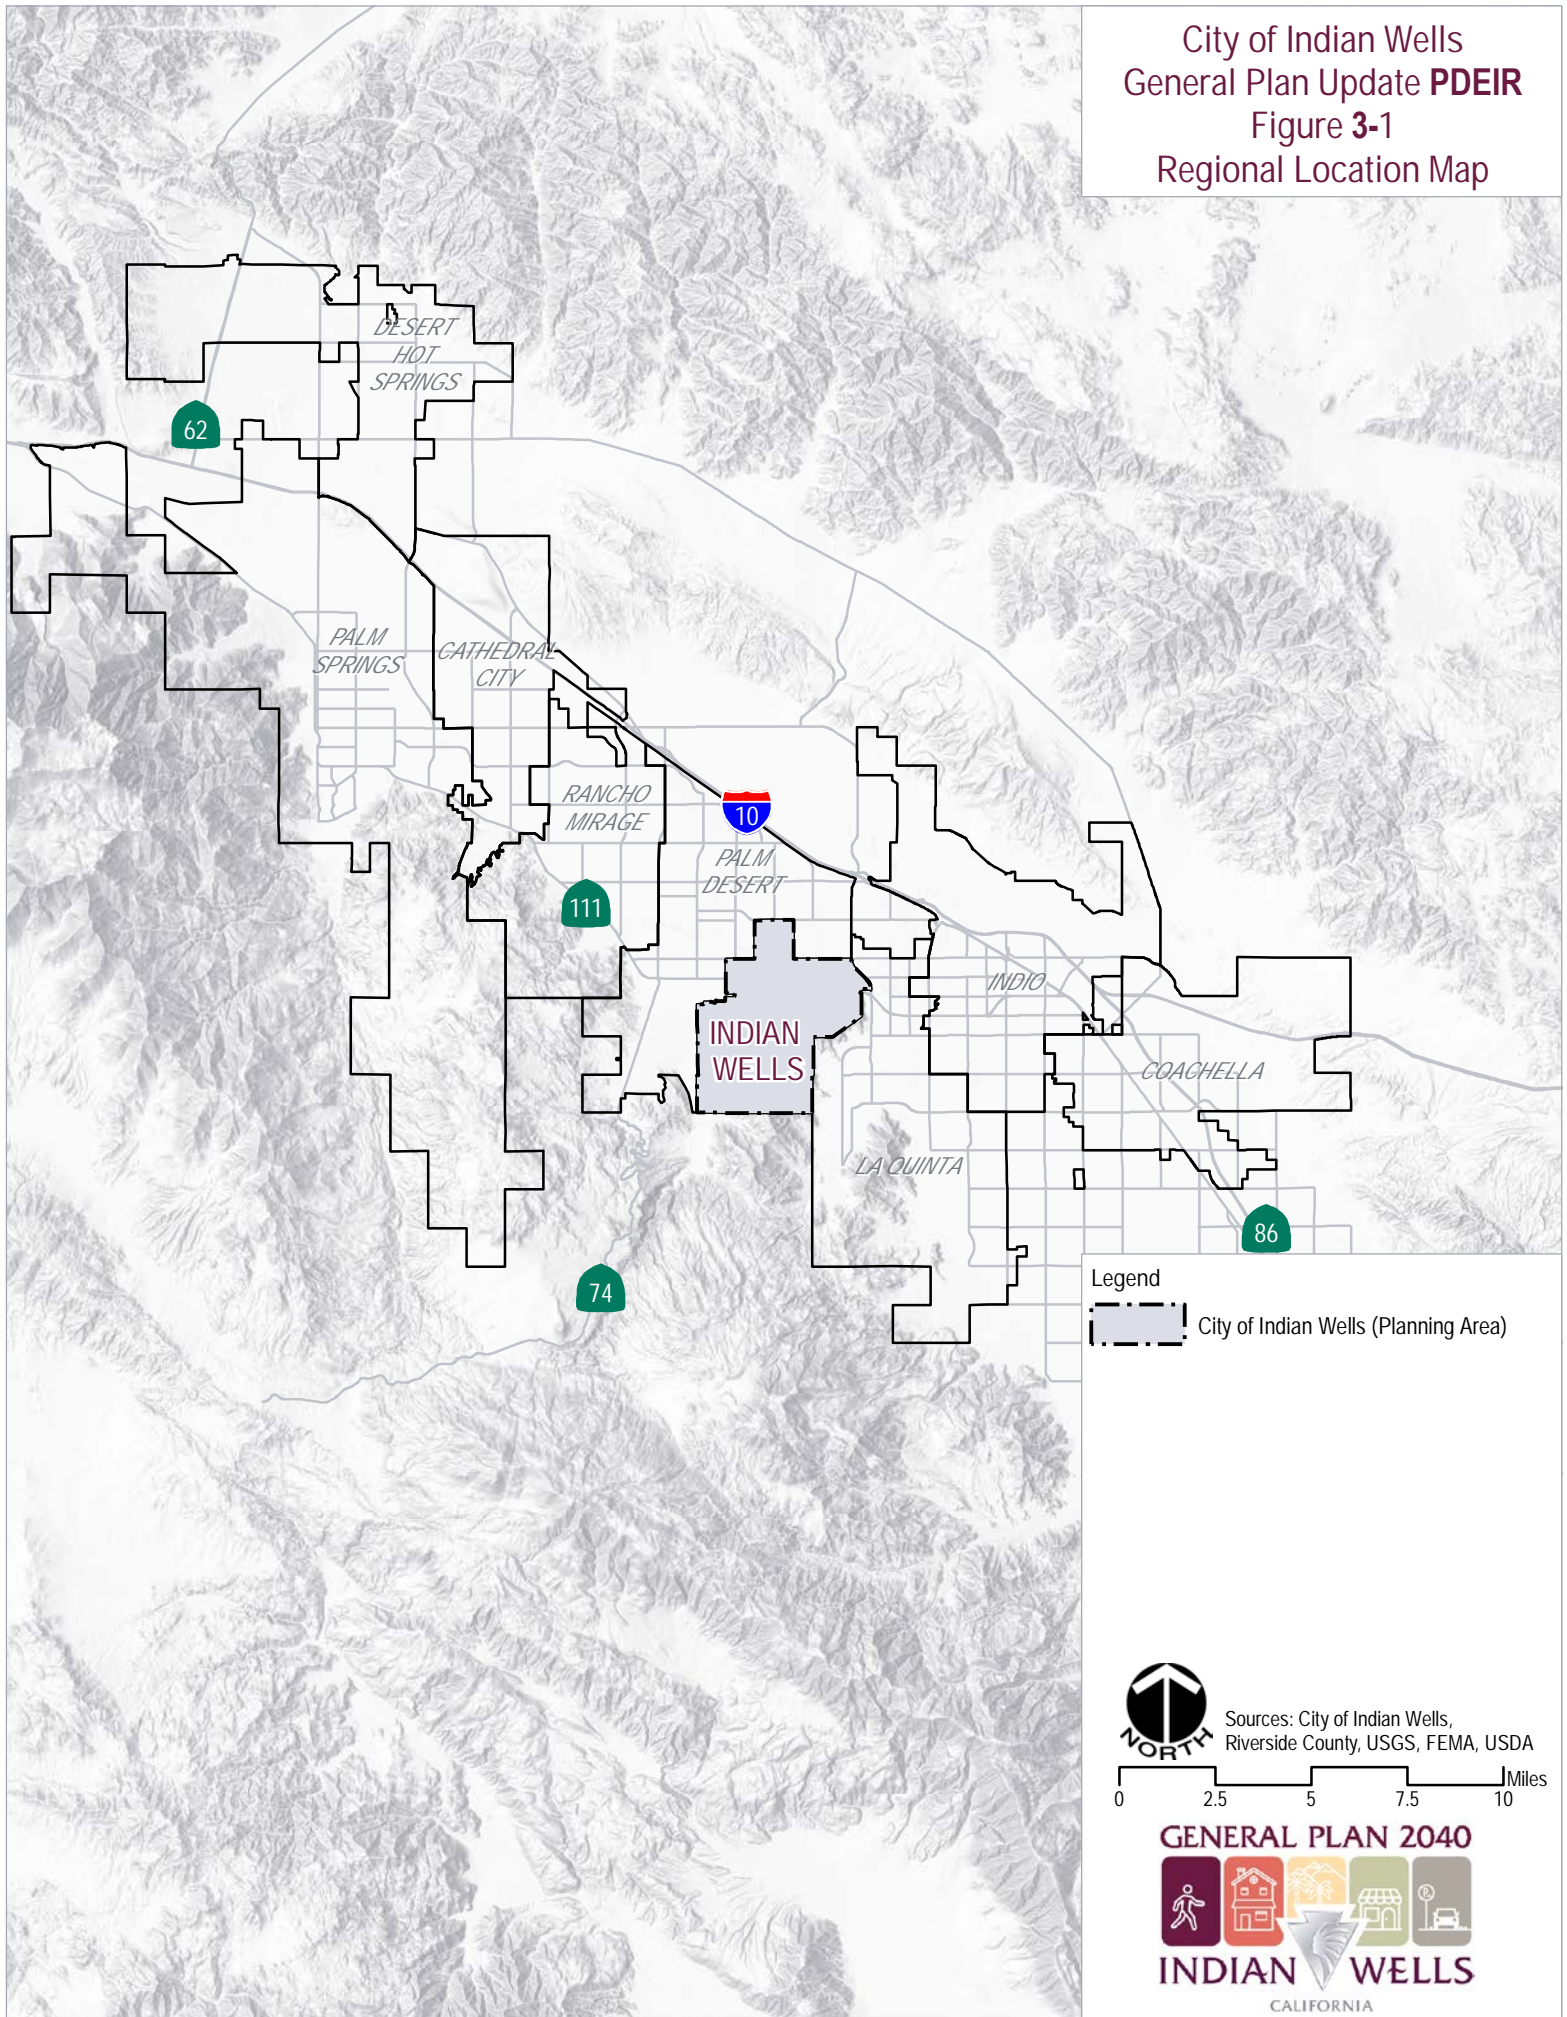 City of Indian Wells
General Plan Update PDEIR
Figure 3-1
Regional Location Map
DESERT
HOT
SPRINGS
62
PALM
SPRINGS
CATHEDRAL
CITY
RANCHO
MIRAGE
10
PALM
DESERT
111
INDIO
INDIAN
WELLS
COACHELLA
LA QUINTA
86
74
Legend
City of Indian Wells (Planning Area)
NORTH
Sources: City of Indian Wells,
Riverside County, USGS, FEMA, USDA
Miles
0 2.5 5 7.5 10
GENERAL PLAN 2040
P
INDIAN WELLS
CALIFORNIA